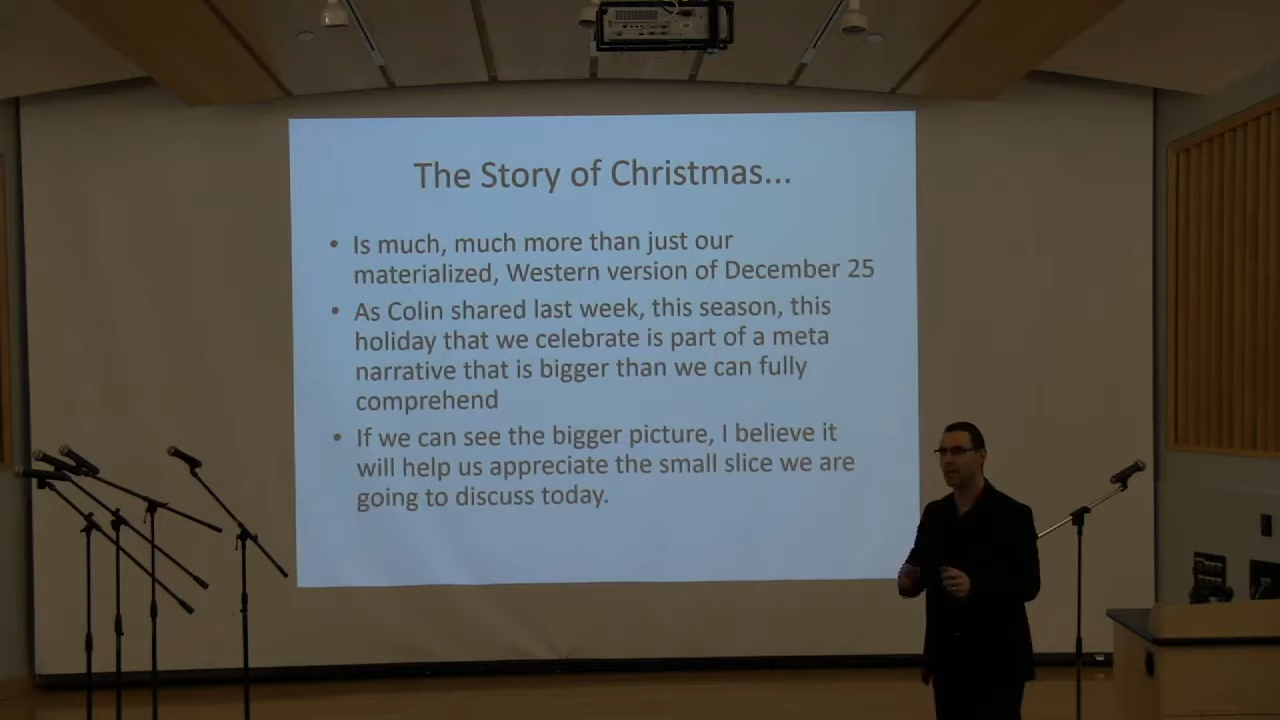 The Story of Christmas...
• Is much, much more than just our
materialized, Western version of December 25
• As Colin shared last week, this season, this
holiday that we celebrate is part of a meta
narrative that is bigger than we can fully
comprehend
• If we can see the bigger picture, I believe it
will help us appreciate the small slice we are
going to discuss today.